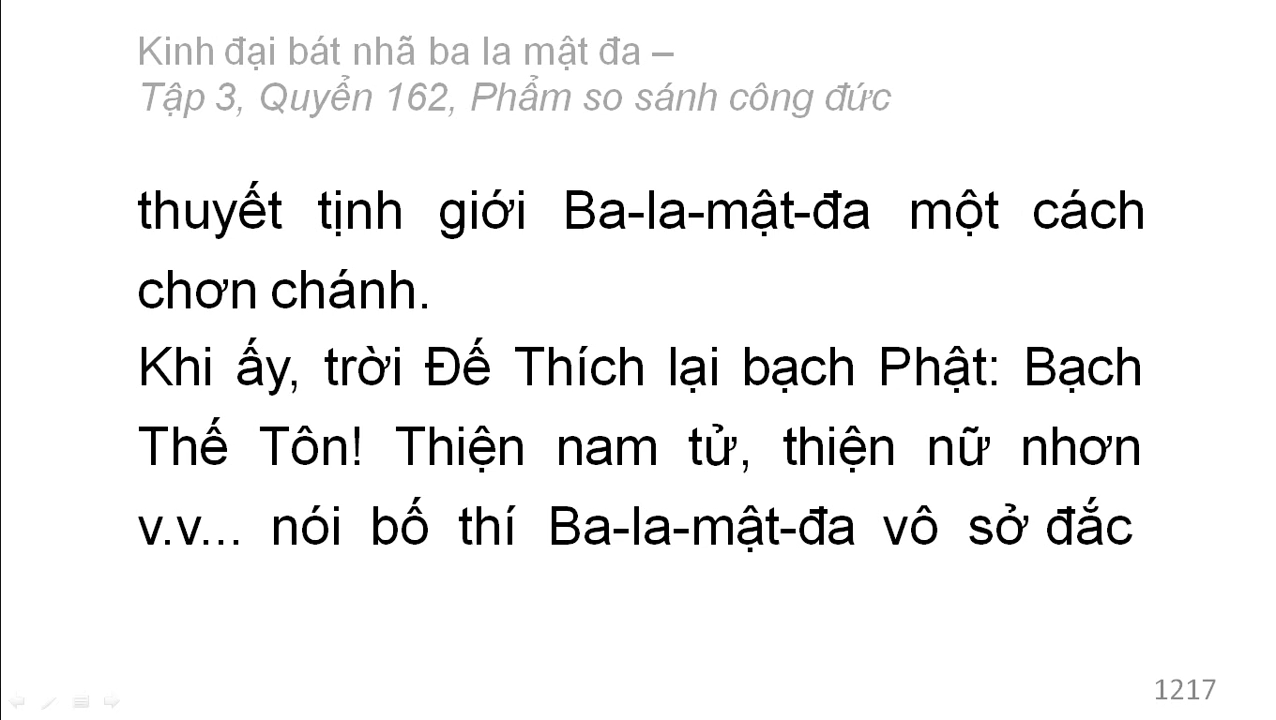 Kinh đại bát nhã ba la mật đa –
Tập 3, Quyển 162, Phẩm so sánh công đức
thuyết tịnh giới Ba-la-mật-đa một cách
chơn chánh.
Khi ấy, trời Đế Thích lại bạch Phật: Bạch
Thế Tôn! Thiện nam tử, thiện nữ nhơn
v.v... nói bố thí Ba-la-mật-đa vô sở đắc
1217